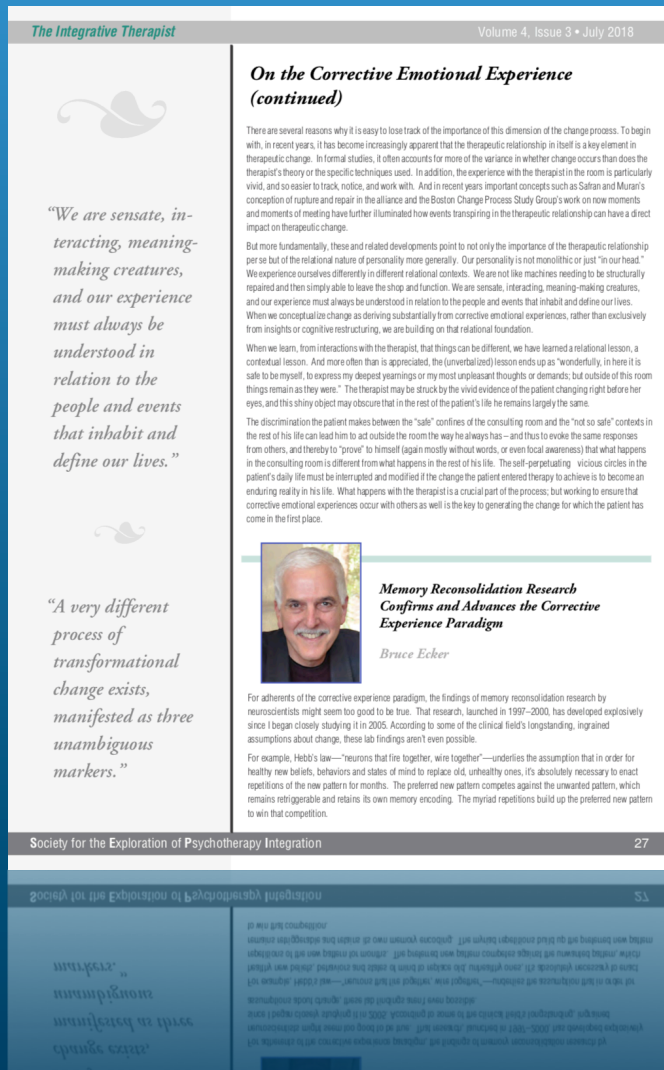 The Integrative Therapist
Volume 4, Issue 3 • July 2018
“We are sensate, in-
teracting, meaning-
making creatures,
and our experience
must always be
understood in
relation to the
people and events
that inhabit and
define our lives.”
“A very different
process of
transformational
change exists,
manifested as three
unambiguous
markers.”
On the Corrective Emotional Experience
(continued)
There are several reasons why it is easy to lose track of the importance of this dimension of the change process. To begin
with, in recent years, it has become increasingly apparent that the therapeutic relationship in itself is a key element in
therapeutic change. In formal studies, it often accounts for more of the variance in whether change occurs than does the
therapist’s theory or the specific techniques used. In addition, the experience with the therapist in the room is particularly
vivid, and so easier to track, notice, and work with. And in recent years important concepts such as Safran and Muran’s
conception of rupture and repair in the alliance and the Boston Change Process Study Group’s work on now moments
and moments of meeting have further illuminated how events transpiring in the therapeutic relationship can have a direct
impact on therapeutic change.
But more fundamentally, these and related developments point to not only the importance of the therapeutic relationship
per se but of the relational nature of personality more generally. Our personality is not monolithic or just “in our head.”
We experience ourselves differently in different relational contexts. We are not like machines needing to be structurally
repaired and then simply able to leave the shop and function. We are sensate, interacting, meaning-making creatures,
and our experience must always be understood in relation to the people and events that inhabit and define our lives.
When we conceptualize change as deriving substantially from corrective emotional experiences, rather than exclusively
from insights or cognitive restructuring, we are building on that relational foundation.
When we learn, from interactions with the therapist, that things can be different, we have learned a relational lesson, a
contextual lesson. And more often than is appreciated, the (unverbalized) lesson ends up as “wonderfully, in here it is
safe to be myself, to express my deepest yearnings or my most unpleasant thoughts or demands; but outside of this room
things remain as they were.” The therapist may be struck by the vivid evidence of the patient changing right before her
eyes, and this shiny object may obscure that in the rest of the patient’s life he remains largely the same.
The discrimination the patient makes between the “safe” confines of the consulting room and the “not so safe” contexts in
the rest of his life can lead him to act outside the room the way he always has – and thus to evoke the same responses
from others, and thereby to “prove” to himself (again mostly without words, or even focal awareness) that what happens
in the consulting room is different from what happens in the rest of his life. The self-perpetuating vicious circles in the
patient’s daily life must be interrupted and modified if the change the patient entered therapy to achieve is to become an
enduring reality in his life. What happens with the therapist is a crucial part of the process; but working to ensure that
corrective emotional experiences occur with others as well is the key to generating the change for which the patient has
come in the first place.
Memory Reconsolidation Research
Confirms and Advances the Corrective
Experience Paradigm
Bruce Ecker
For adherents of the corrective experience paradigm, the findings of memory reconsolidation research by
neuroscientists might seem too good to be true. That research, launched in 1997–2000, has developed explosively
since I began closely studying it in 2005. According to some of the clinical field’s longstanding, ingrained
assumptions about change, these lab findings aren’t even possible.
For example, Hebb’s law—“neurons that fire together, wire together”—underlies the assumption that in order for
healthy new beliefs, behaviors and states of mind to replace old, unhealthy ones, it’s absolutely necessary to enact
repetitions of the new pattern for months. The preferred new pattern competes against the unwanted pattern, which
remains retriggerable and retains its own memory encoding. The myriad repetitions build up the preferred new pattern
to win that competition.
Society for the Exploration of Psychotherapy Integration
27